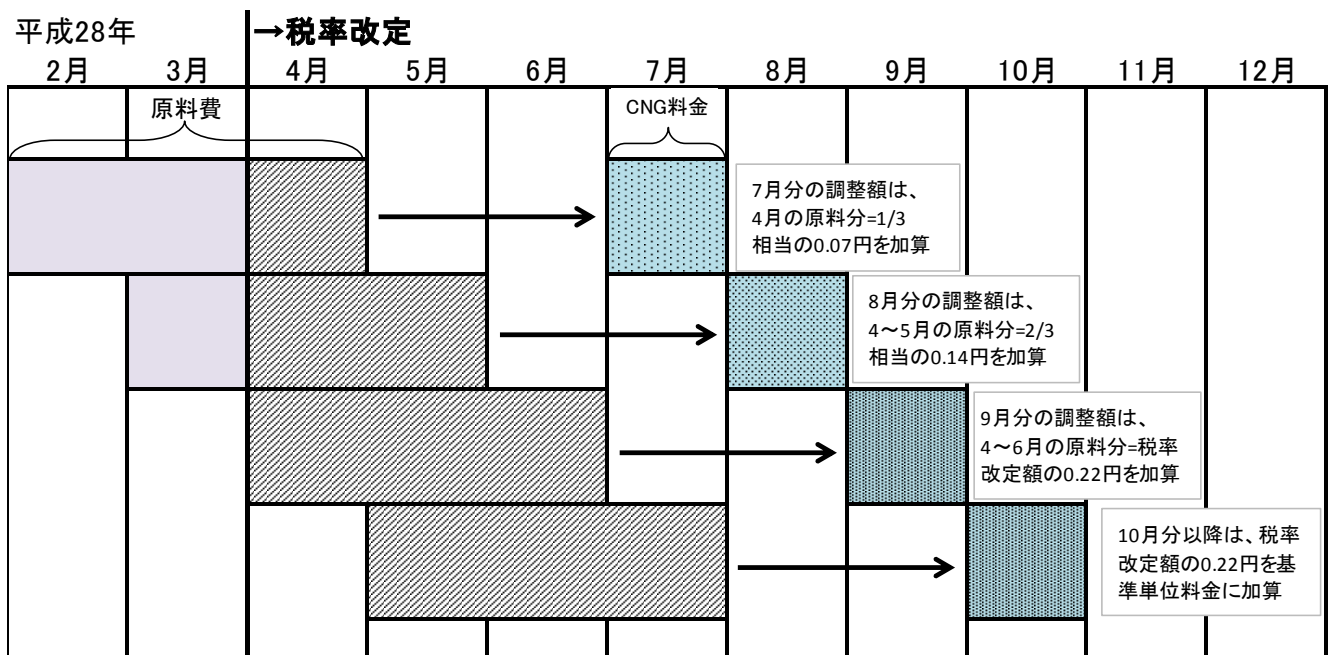 平成28年
→税率改定
2月 3月 4月 5月 6月 7月 8月 9月 10月 11月 12月
原料費
CNG料金
7月分の調整額は、
4月の原料分=1/3
相当の0.07円を加算
8月分の調整額は、
4～5月の原料分=2/3
相当の0.14円を加算
9月分の調整額は、
4～6月の原料分=税率
改定額の0.22円を加算
10月分以降は、税率
改定額の0.22円を基
準単位料金に加算